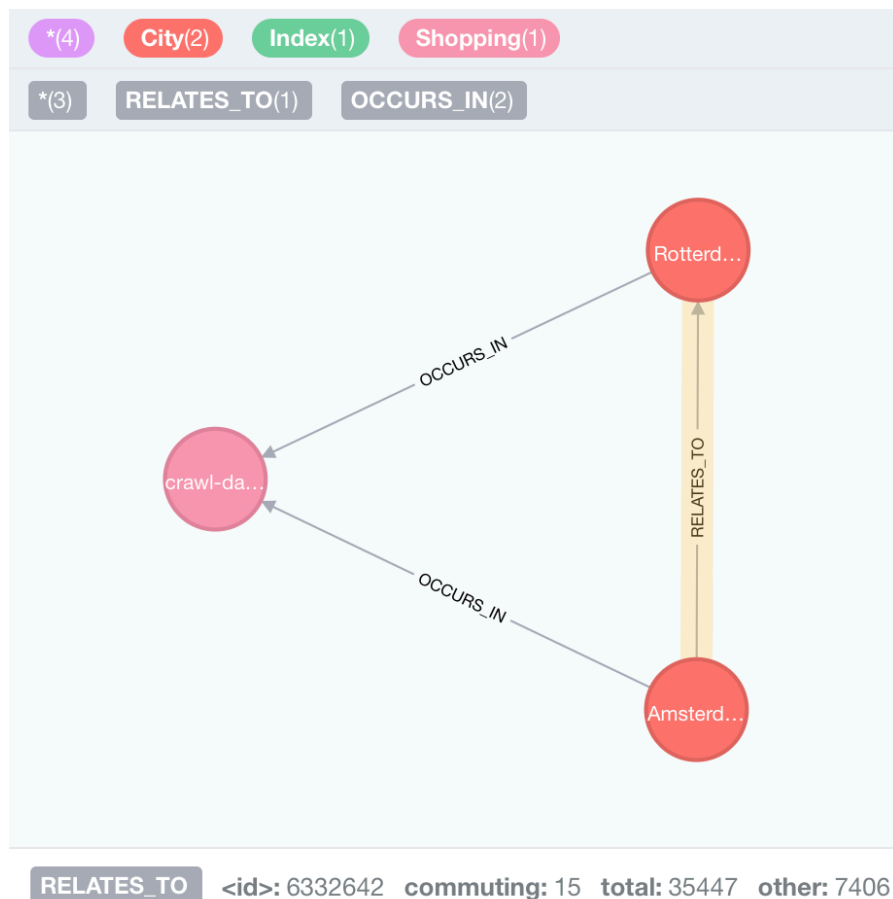 *(4) City(2) Index(1) Shopping(1)
*(3) RELATES_TO(1) OCCURS_IN(2)
Rotterd...
OCCURS_IN
RELATES_TO
crawl-da...
OCCURS_IN
Amsterd...
RELATES_TO <id>: 6332642 commuting: 15 total: 35447 other: 7406